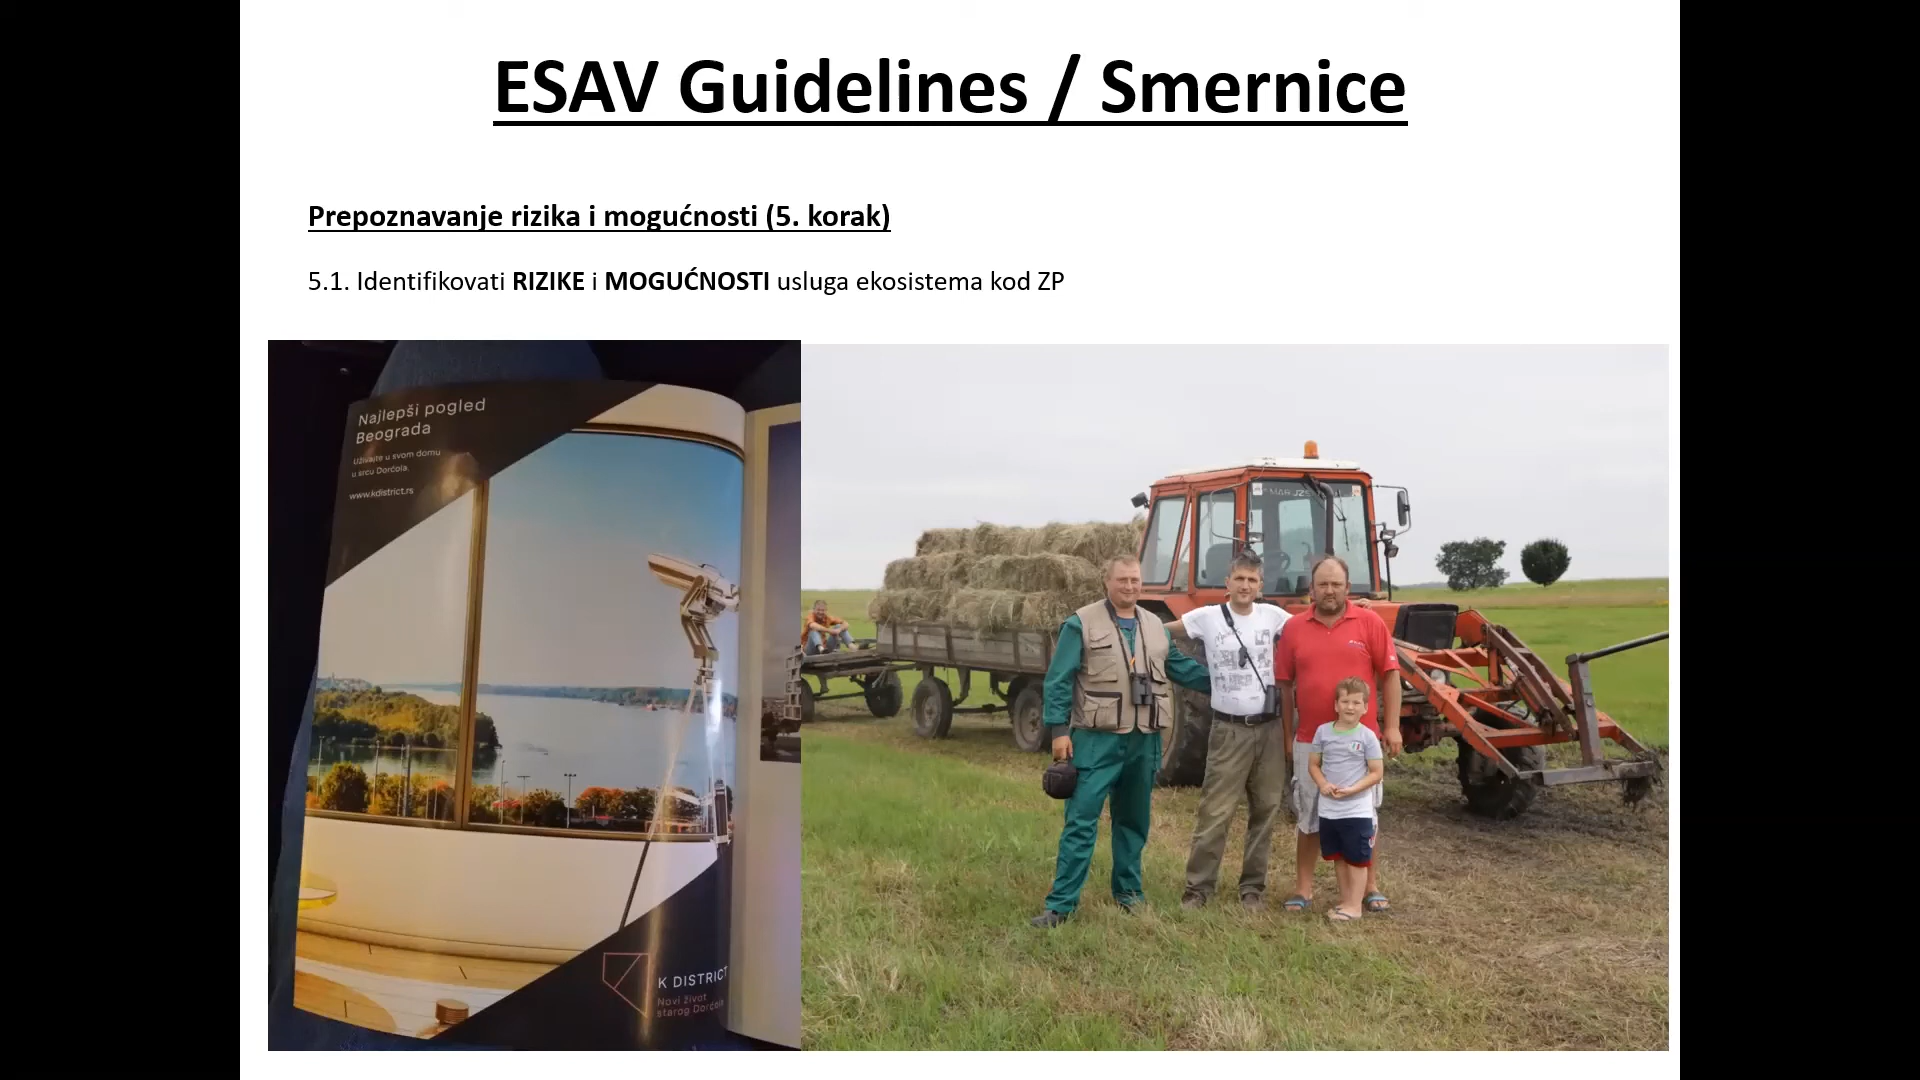 ESAV Guidelines / Smernice
Prepoznavanje rizika i mogućnosti (5. korak)
5.1. Identifikovati RIZIKE i MOGUĆNOSTI usluga ekosistema kod ZP
Najlepši pogled
Beograda
Uživajte u svom domu
u srcu Dorćola.
www.kdistrict.rs
K DISTRICT
Novi život
starog Dorćola